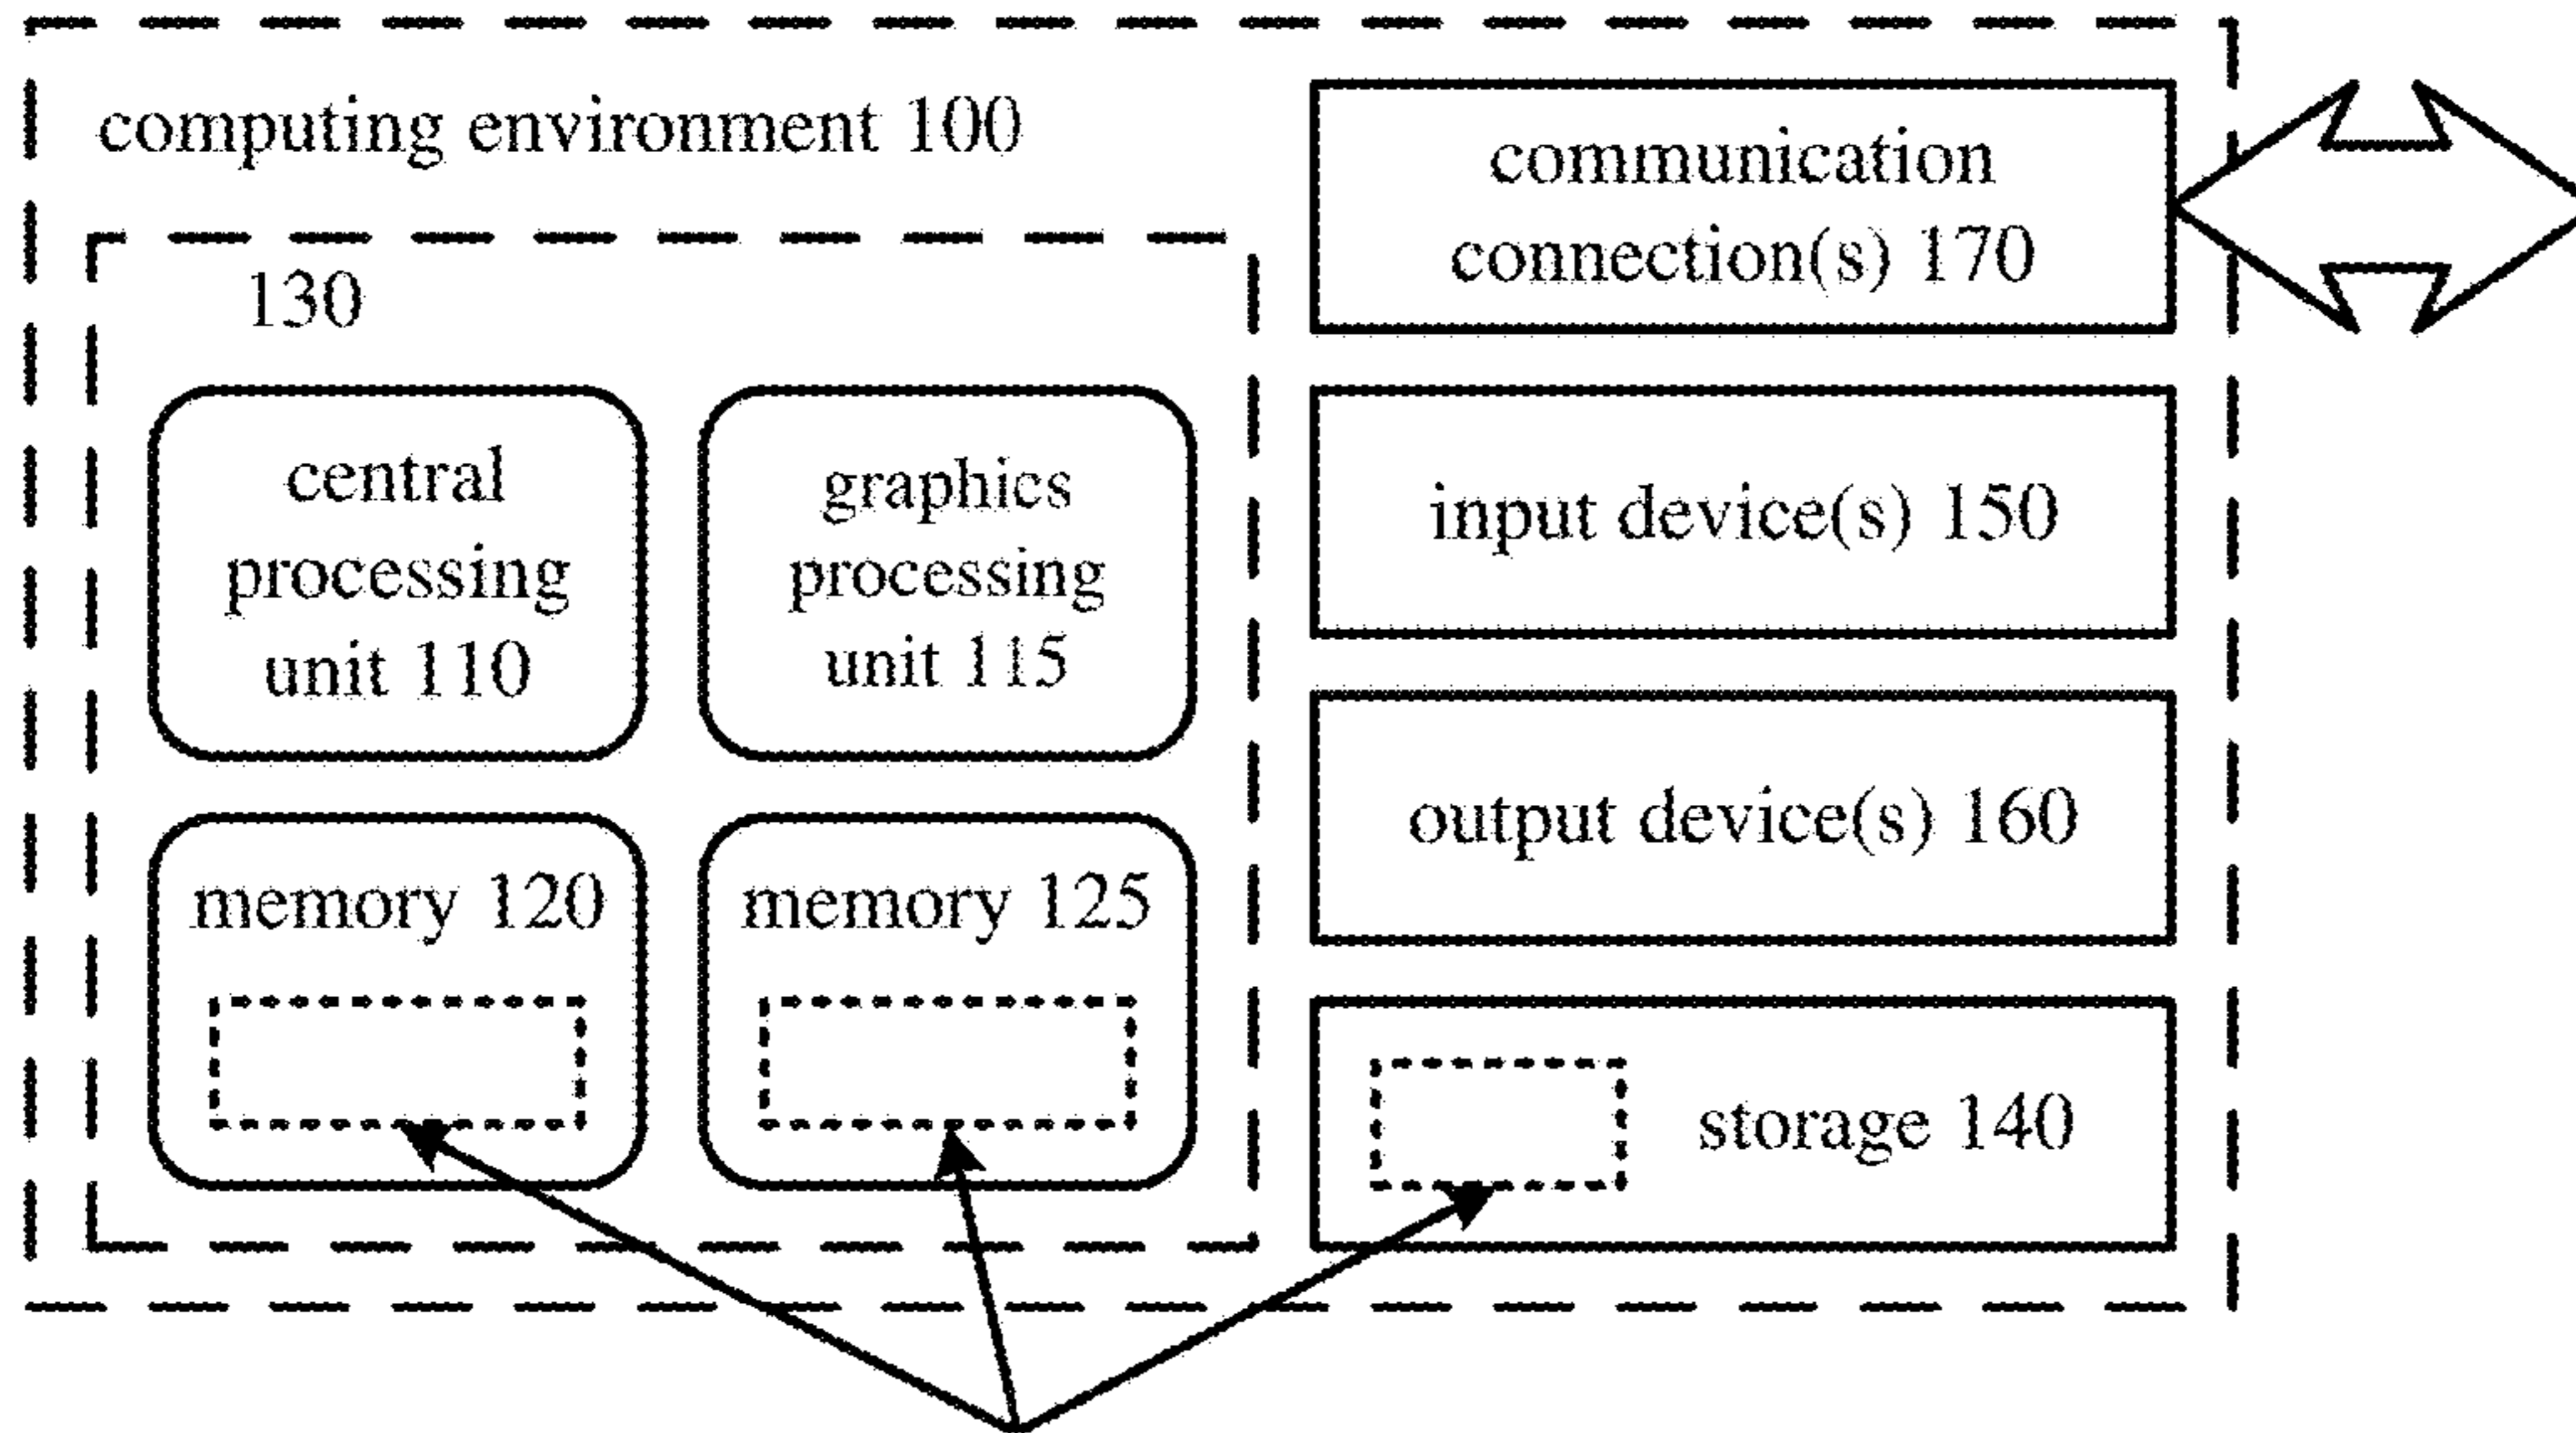 computing environment 100
130
central
processing
unit 110
graphics
processing
unit 115
memory 120
memory 125
communication
connection(s) 170
input device(s) 150
output device(s) 160
storage 140